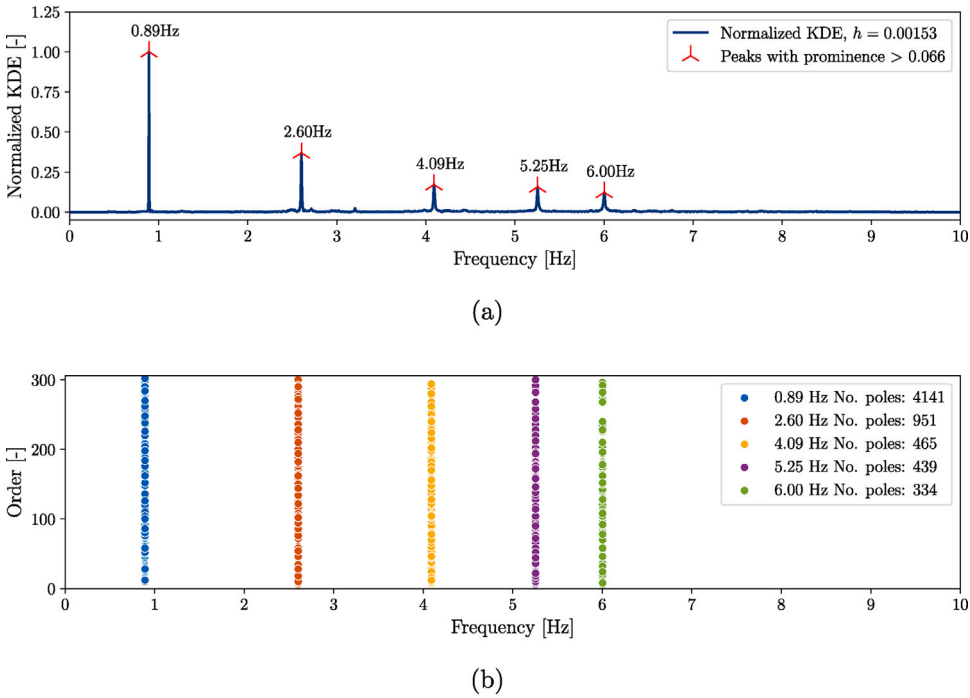 1.25
1.00
0.75
0.50
0.25
0.00
Normalized KDE [-]
0.89Hz
2.60Hz
4.09Hz
5.25Hz
6.00Hz
Normalized KDE, h = 0.00153
Peaks with prominence > 0.066
0 1 2 3 4 5 6 7 8 9 10
Frequency [Hz]
(a)
300
200
100
0
Order [-]
0.89 Hz No. poles: 4141
2.60 Hz No. poles: 951
4.09 Hz No. poles: 465
5.25 Hz No. poles: 439
6.00 Hz No. poles: 334
0 1 2 3 4 5 6 7 8 9 10
Frequency [Hz]
(b)